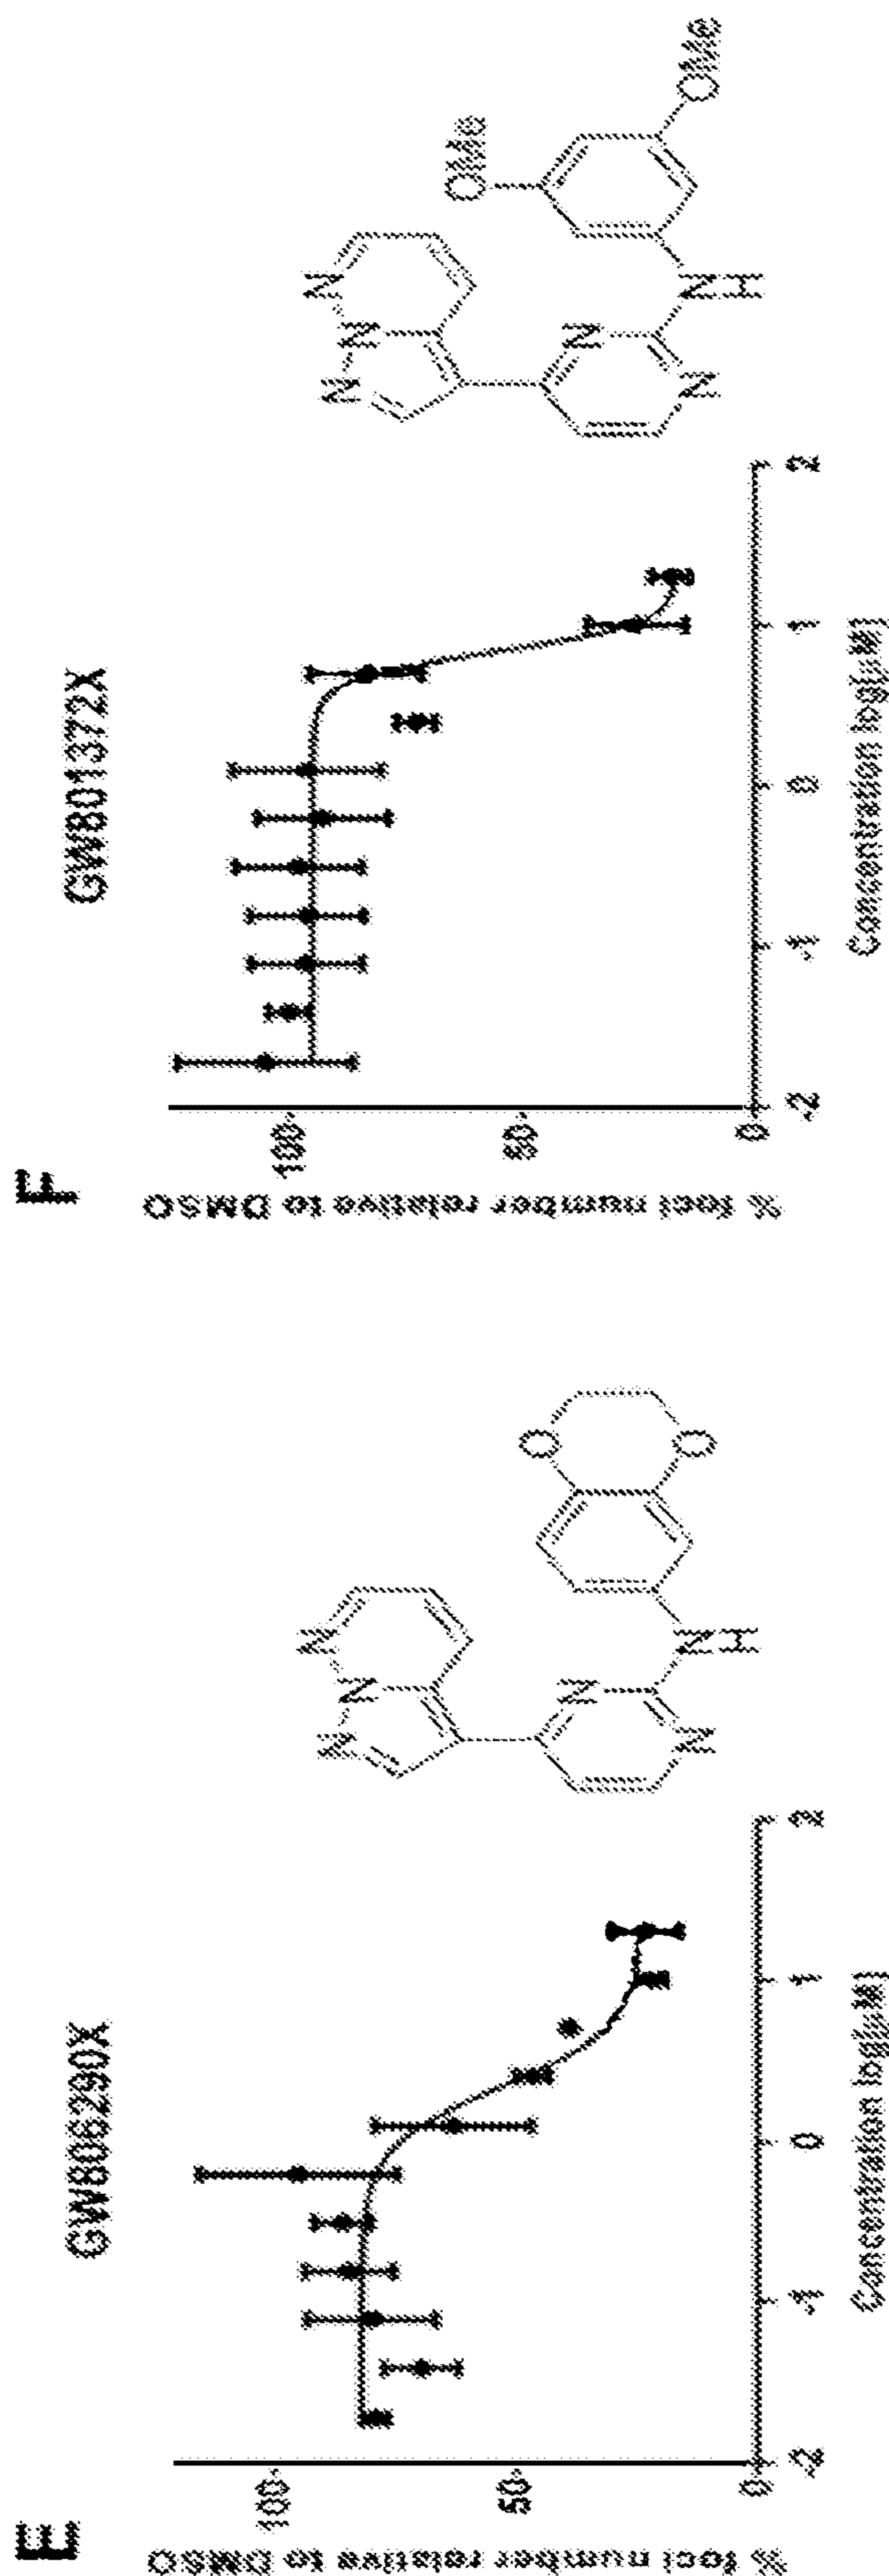 E
GW806290X
% foci number relative to DMSO
100
50
0
-2
-1
0
1
2
Concentration log[µM]
N
N
N
N
N
N
H
O
O
F
GW801372X
% foci number relative to DMSO
100
50
0
-2
-1
0
1
2
Concentration log[µM]
N
N
N
N
N
N
H
OMe
OMe